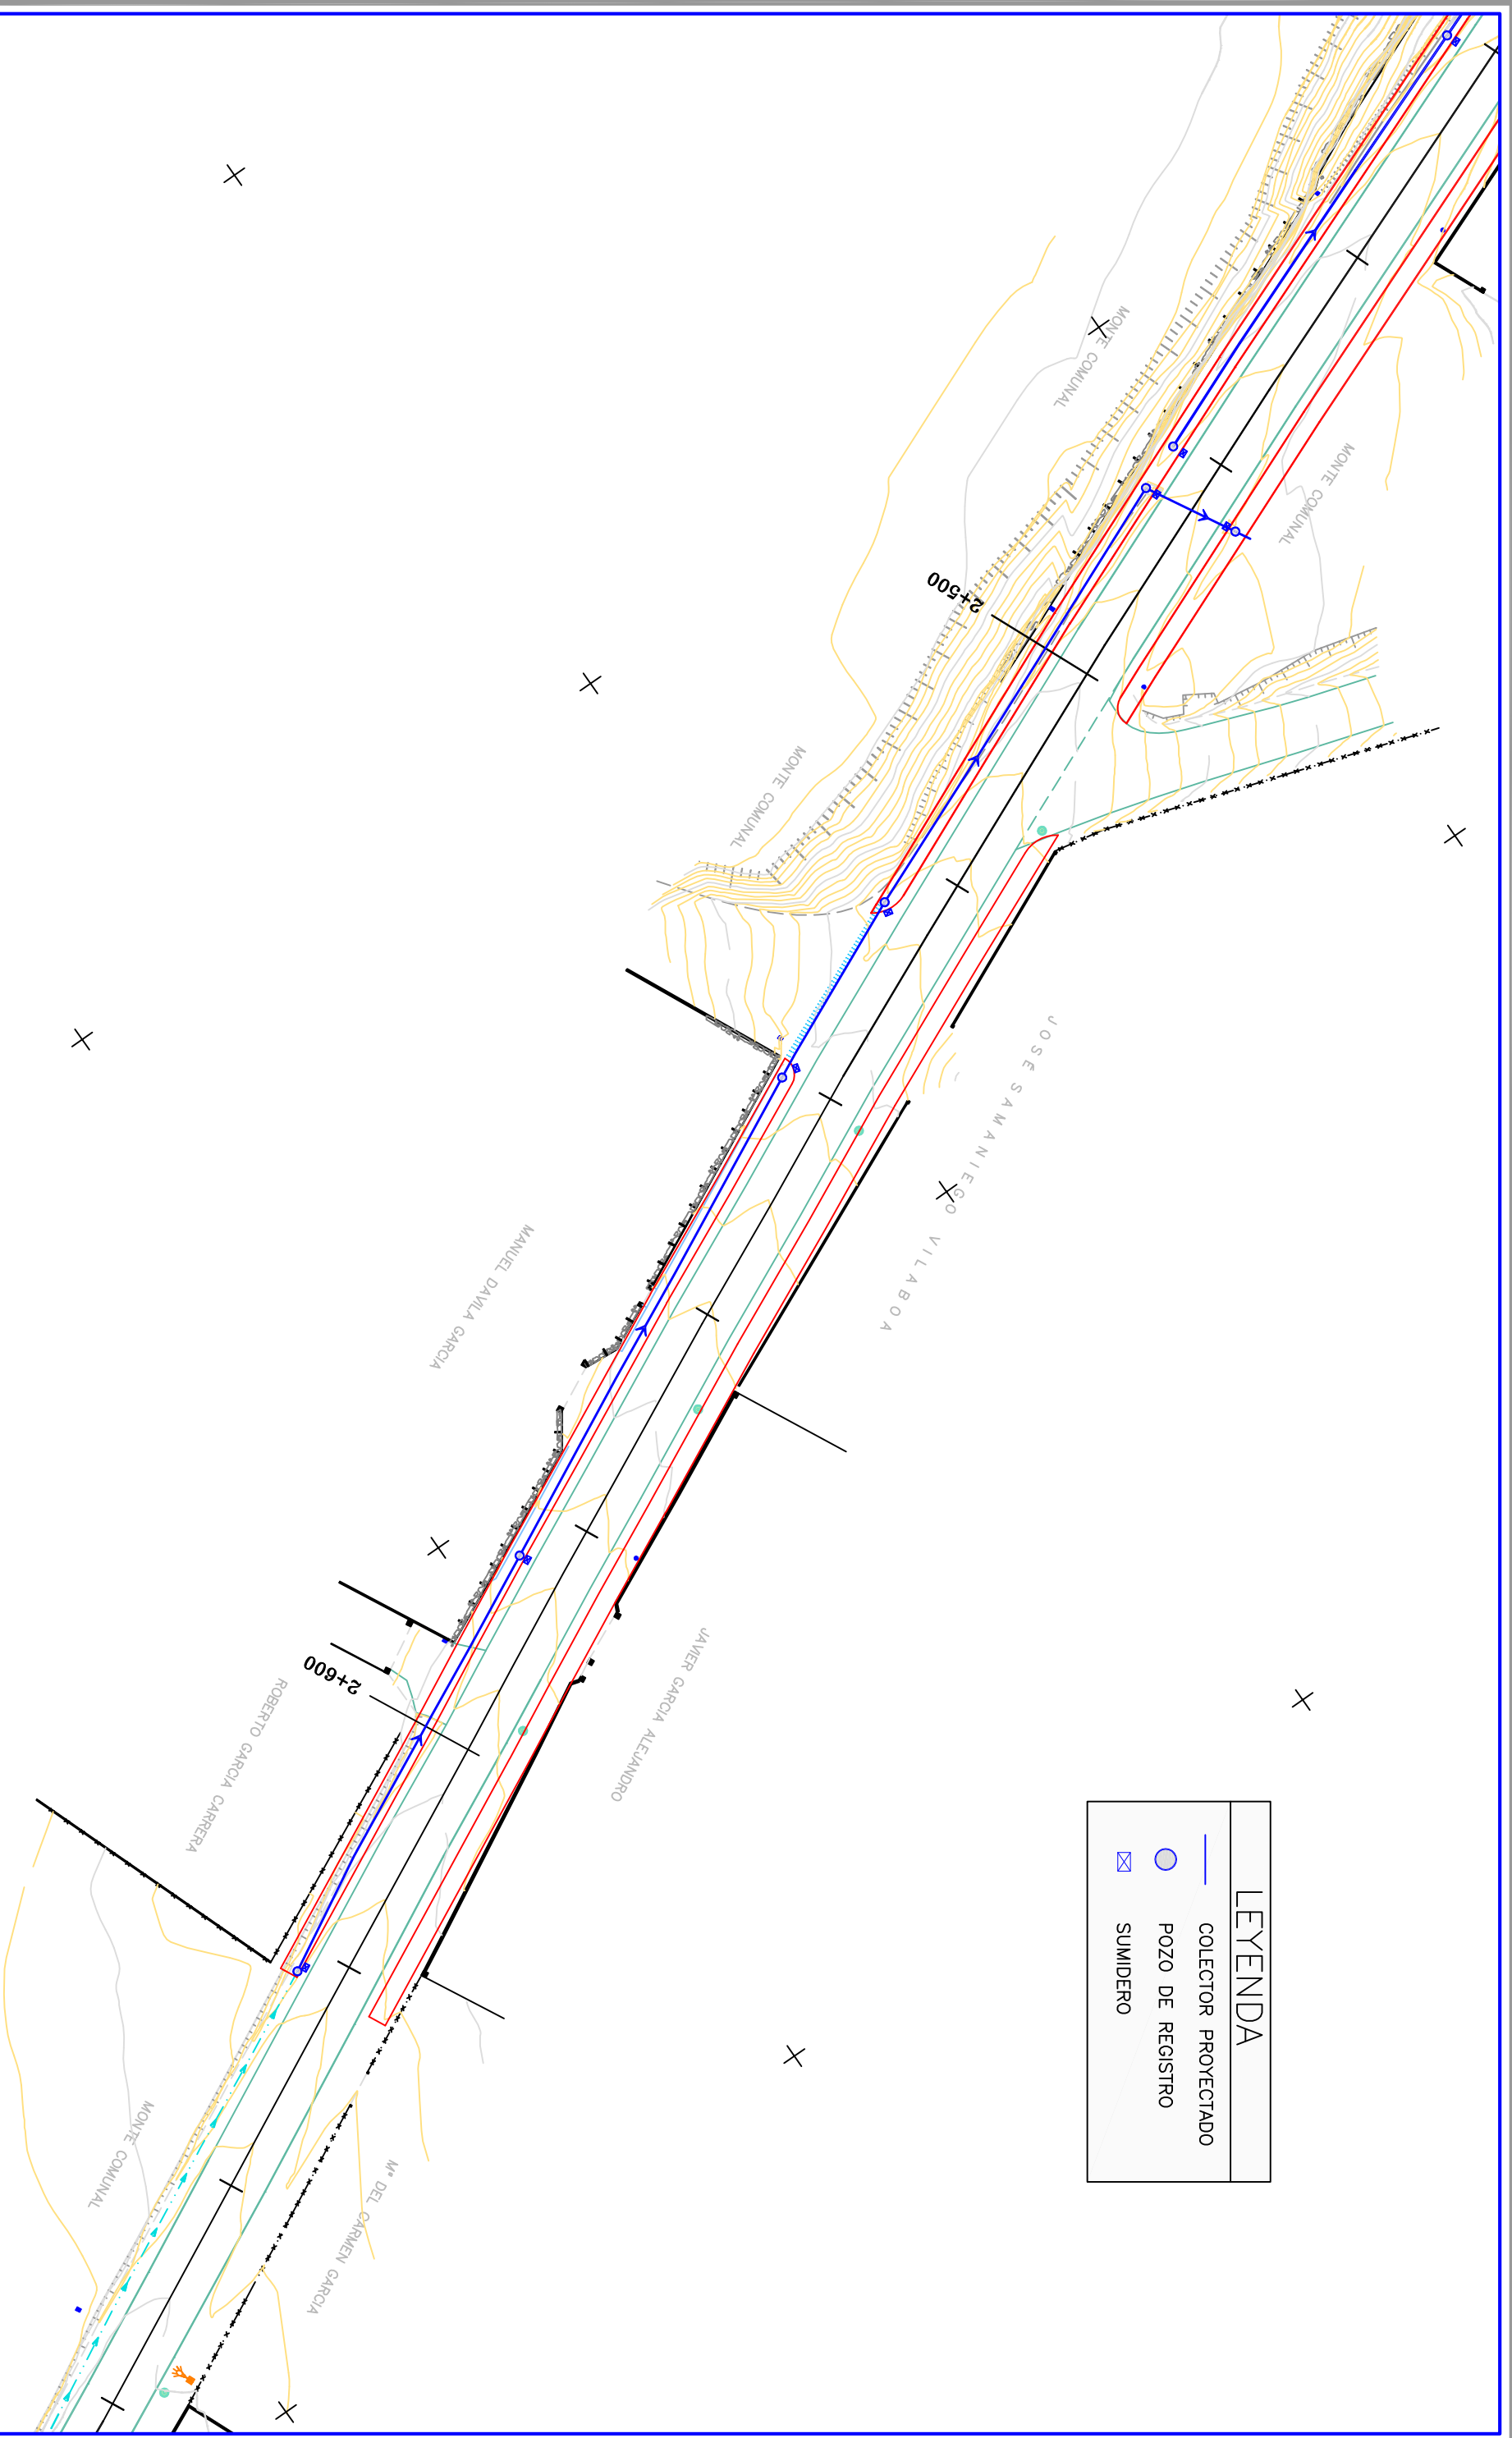 MONTE COMUNAL
MONTE COMUNAL
2+500
MONTE COMUNAL
JOSÉ SAMANIEGO VILABOA
MANUEL DAVILA GARCIA
JAVIER GARCIA ALEJANDRO
2+600
ROBERTO GARCIA CARRERA
MONTE COMUNAL
Mª DEL CARMEN GARCIA
LEYENDA
COLECTOR PROYECTADO
POZO DE REGISTRO
SUMIDERO